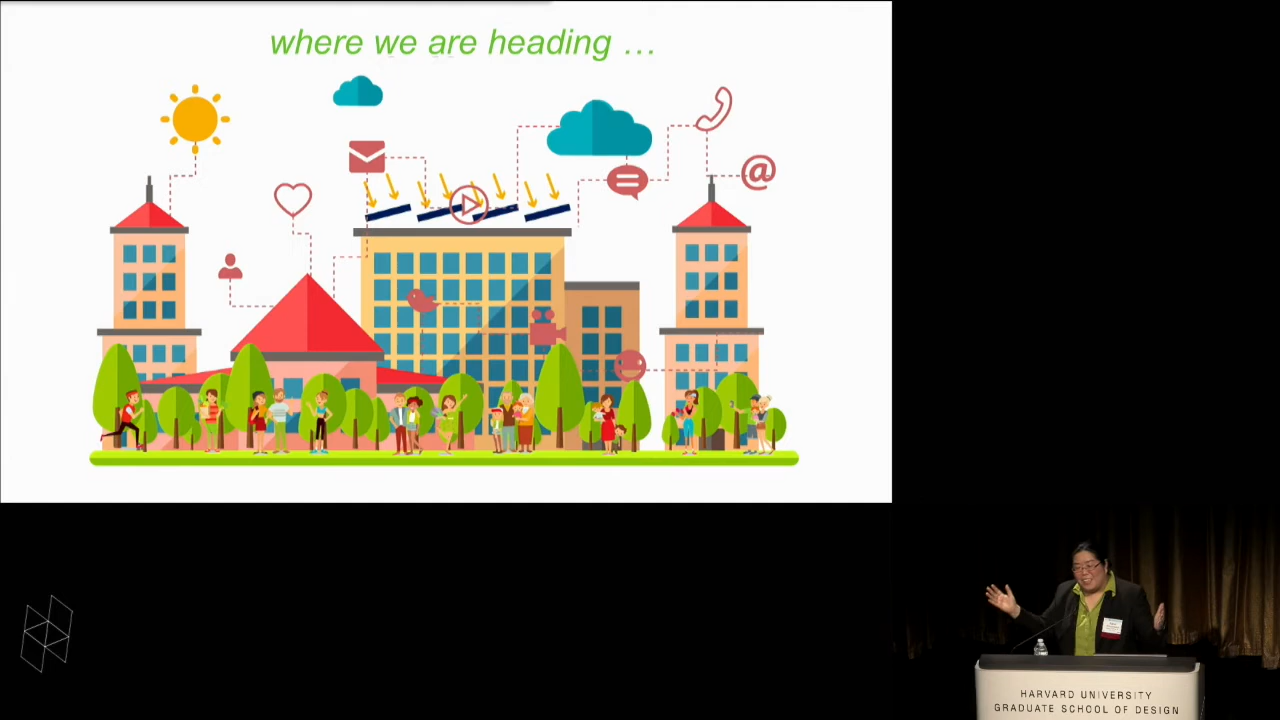 where we are heading …
@
HARVARD UNIVERSITY
GRADUATE SCHOOL OF DESIGN